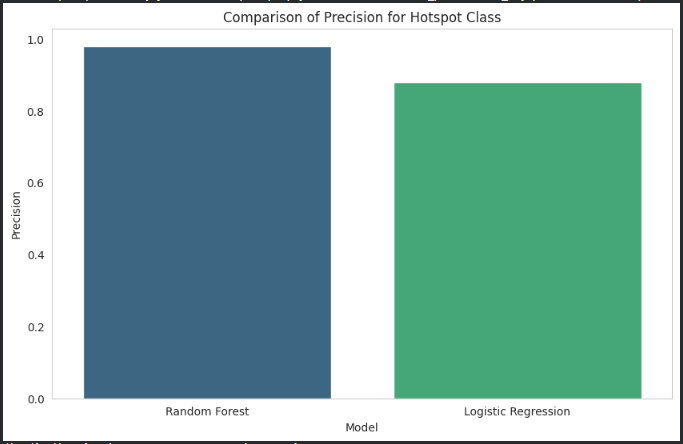 Comparison of Precision for Hotspot Class
1.0
0.8
0.6
0.4
0.2
0.0
Precision
Random Forest
Logistic Regression
Model